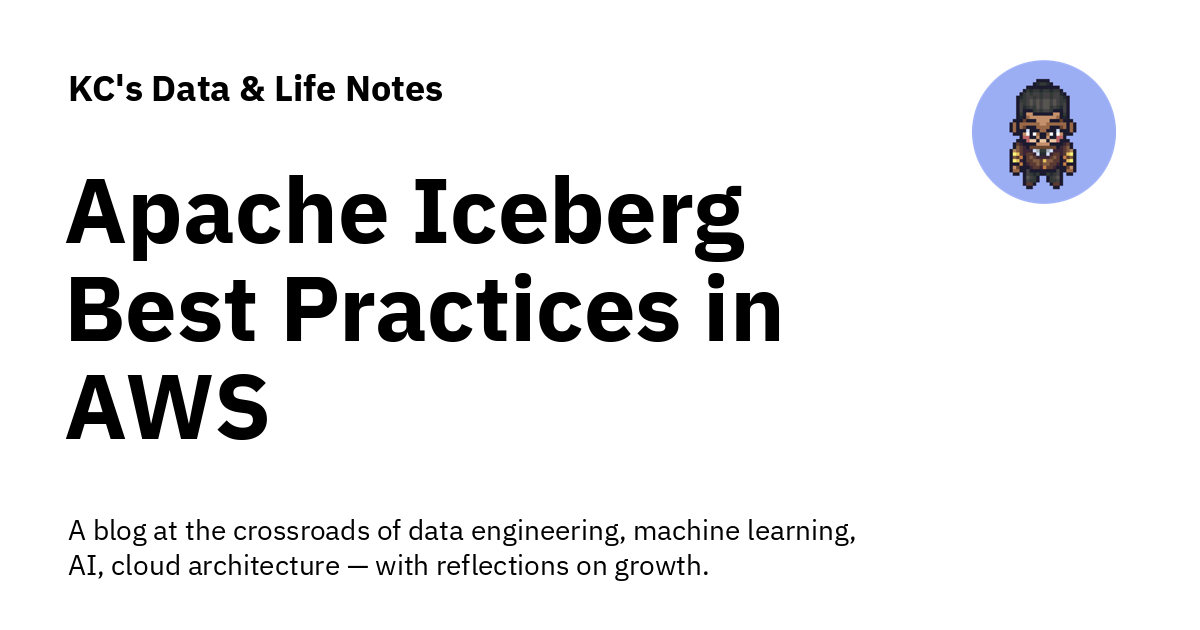 KC's Data & Life Notes
Apache Iceberg
Best Practices in
AWS
A blog at the crossroads of data engineering, machine learning,
AI, cloud architecture — with reflections on growth.